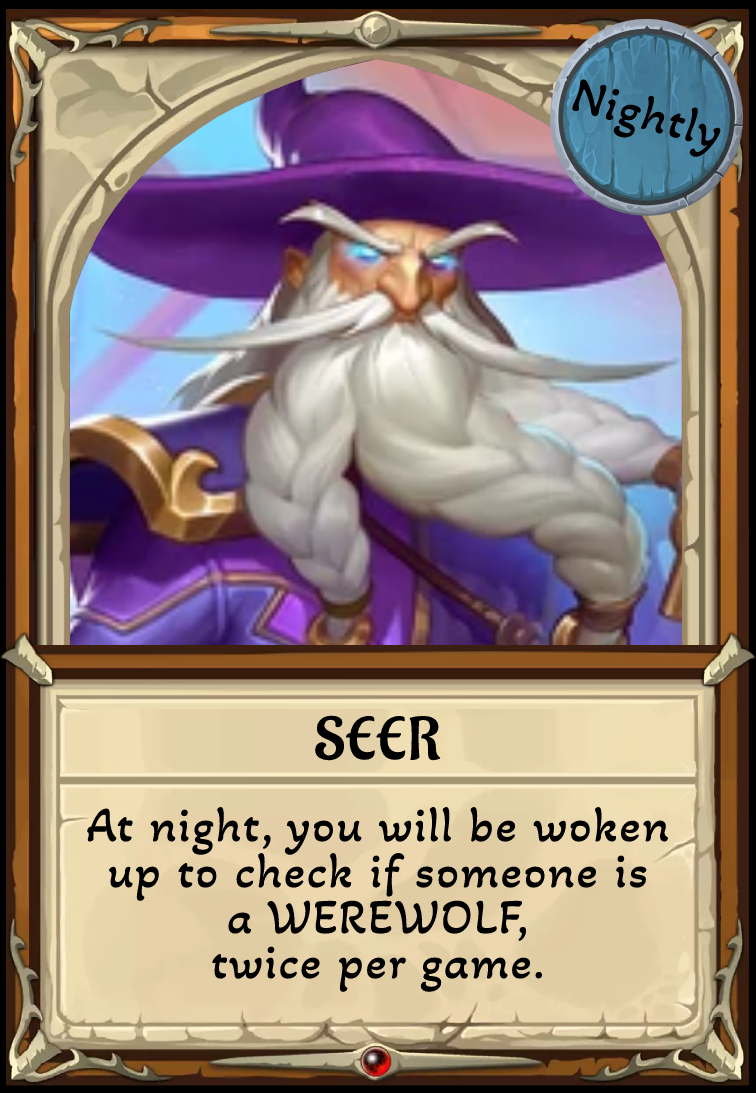 Nightly
SEER
At night, you will be woken
up to check if someone is
a WEREWOLF,
twice per game.